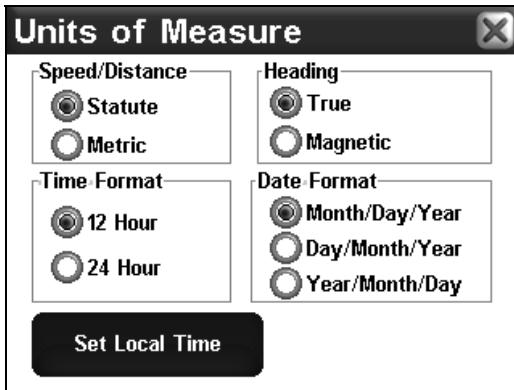 Units of Measure
Speed/Distance
Statute
Metric
Heading
True
Magnetic
Time Format
12 Hour
24 Hour
Date Format
Month/Day/Year
Day/Month/Year
Year/Month/Day
Set Local Time